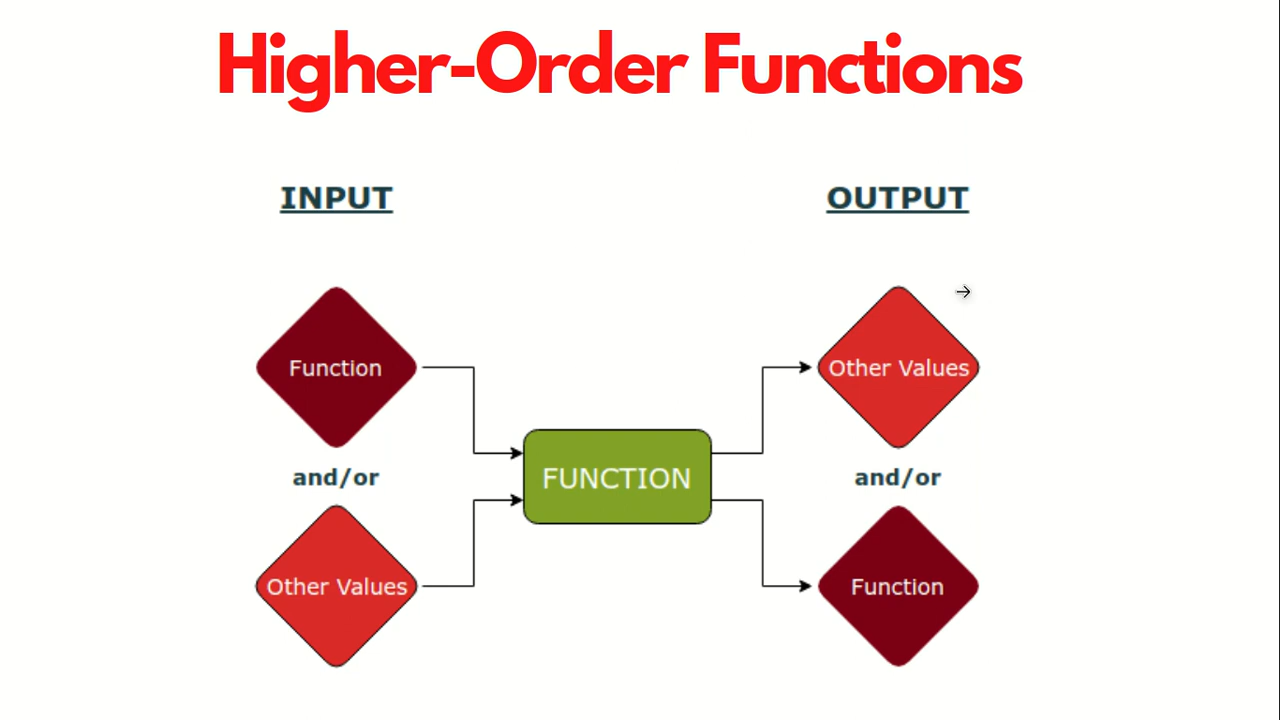 Higher-Order Functions
INPUT
OUTPUT
Function
Other Values
and/or
FUNCTION
and/or
Other Values
Function